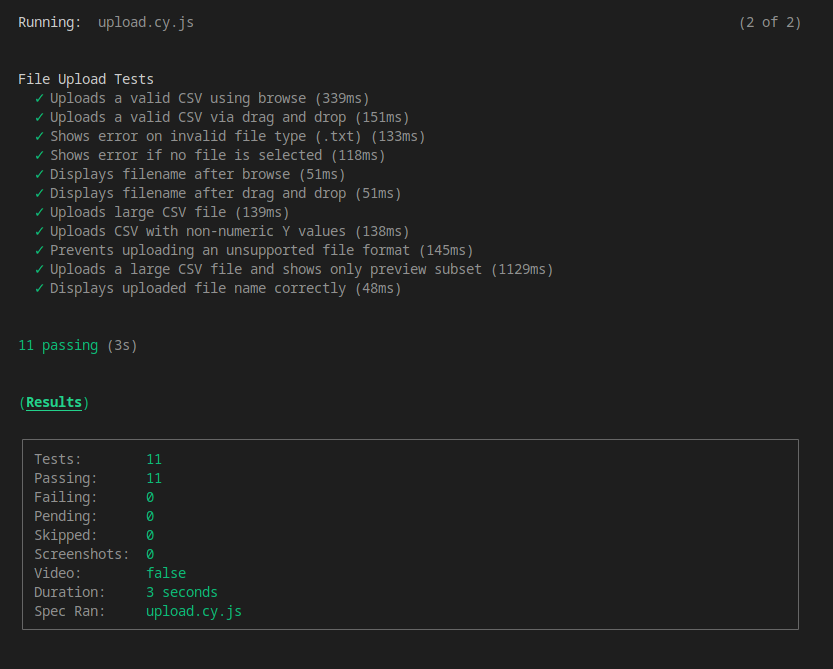 Running:  upload.cy.js (2 of 2)
File Upload Tests
✓ Uploads a valid CSV using browse (339ms)
✓ Uploads a valid CSV via drag and drop (151ms)
✓ Shows error on invalid file type (.txt) (133ms)
✓ Shows error if no file is selected (118ms)
✓ Displays filename after browse (51ms)
✓ Displays filename after drag and drop (51ms)
✓ Uploads large CSV file (139ms)
✓ Uploads CSV with non-numeric Y values (138ms)
✓ Prevents uploading an unsupported file format (145ms)
✓ Uploads a large CSV file and shows only preview subset (1129ms)
✓ Displays uploaded file name correctly (48ms)
11 passing (3s)
(Results)
Tests: 11
Passing: 11
Failing: 0
Pending: 0
Skipped: 0
Screenshots: 0
Video: false
Duration: 3 seconds
Spec Ran: upload.cy.js